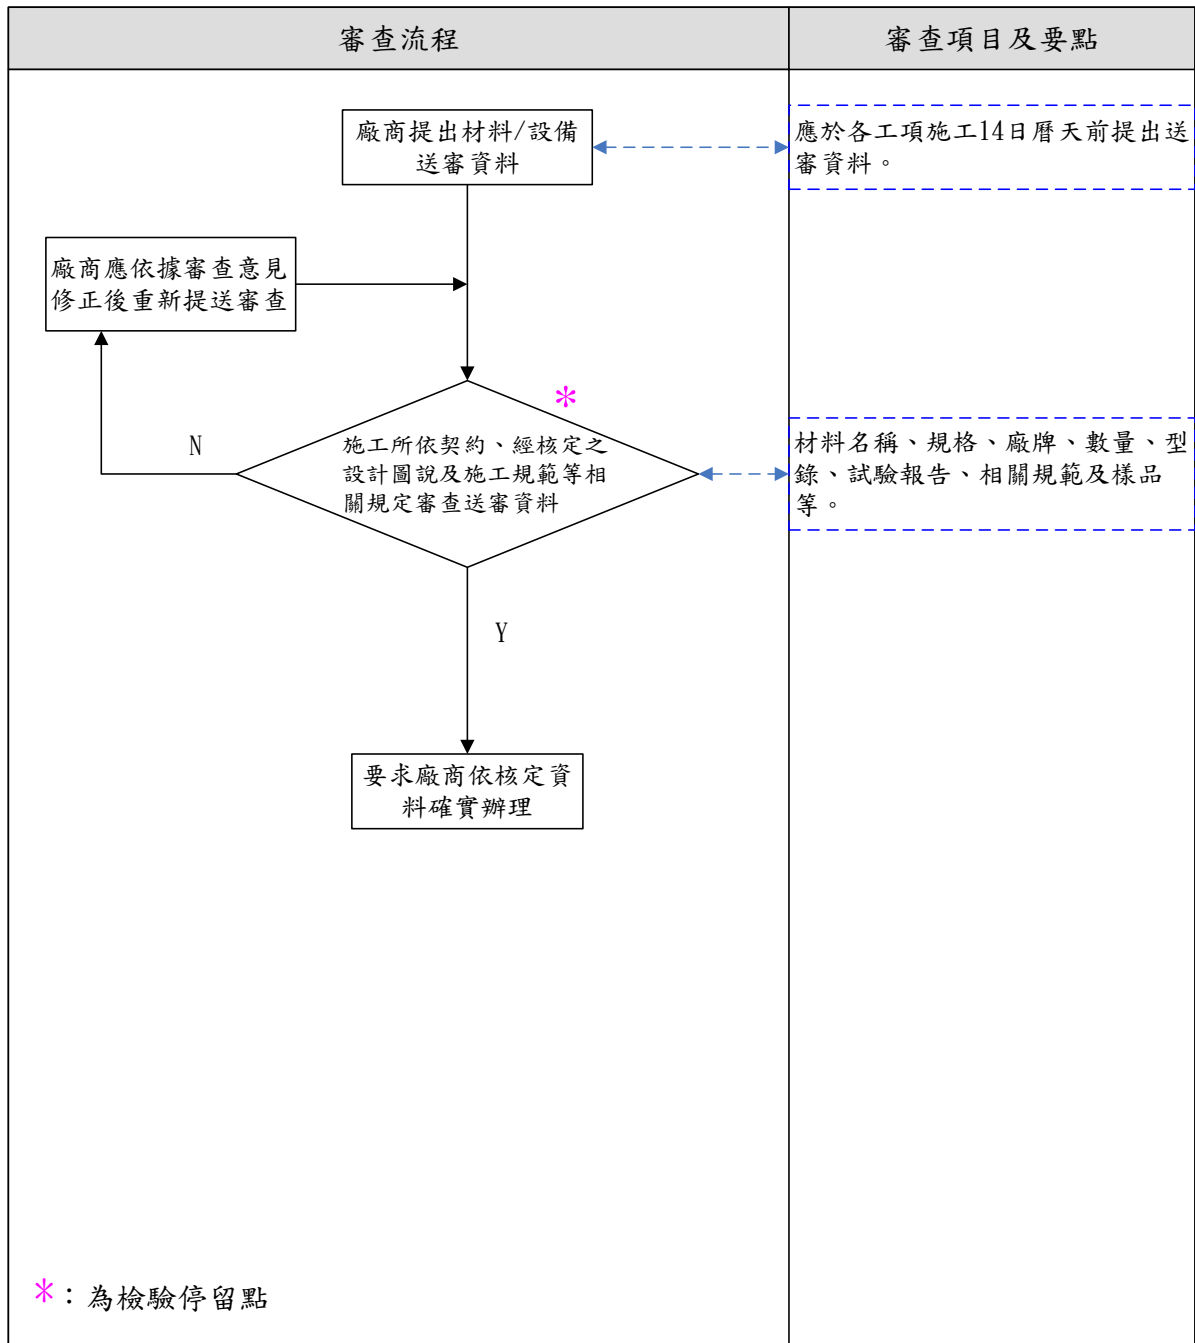 審查流程
審查項目及要點
廠商提出材料/設備
送審資料
應於各工項施工14日曆天前提出送
審資料。
廠商應依據審查意見
修正後重新提送審查
*
N
施工所依契約、經核定之
設計圖說及施工規範等相
關規定審查送審資料
材料名稱、規格、廠牌、數量、型
錄、試驗報告、相關規範及樣品
等。
Y
要求廠商依核定資
料確實辦理
*：為檢驗停留點